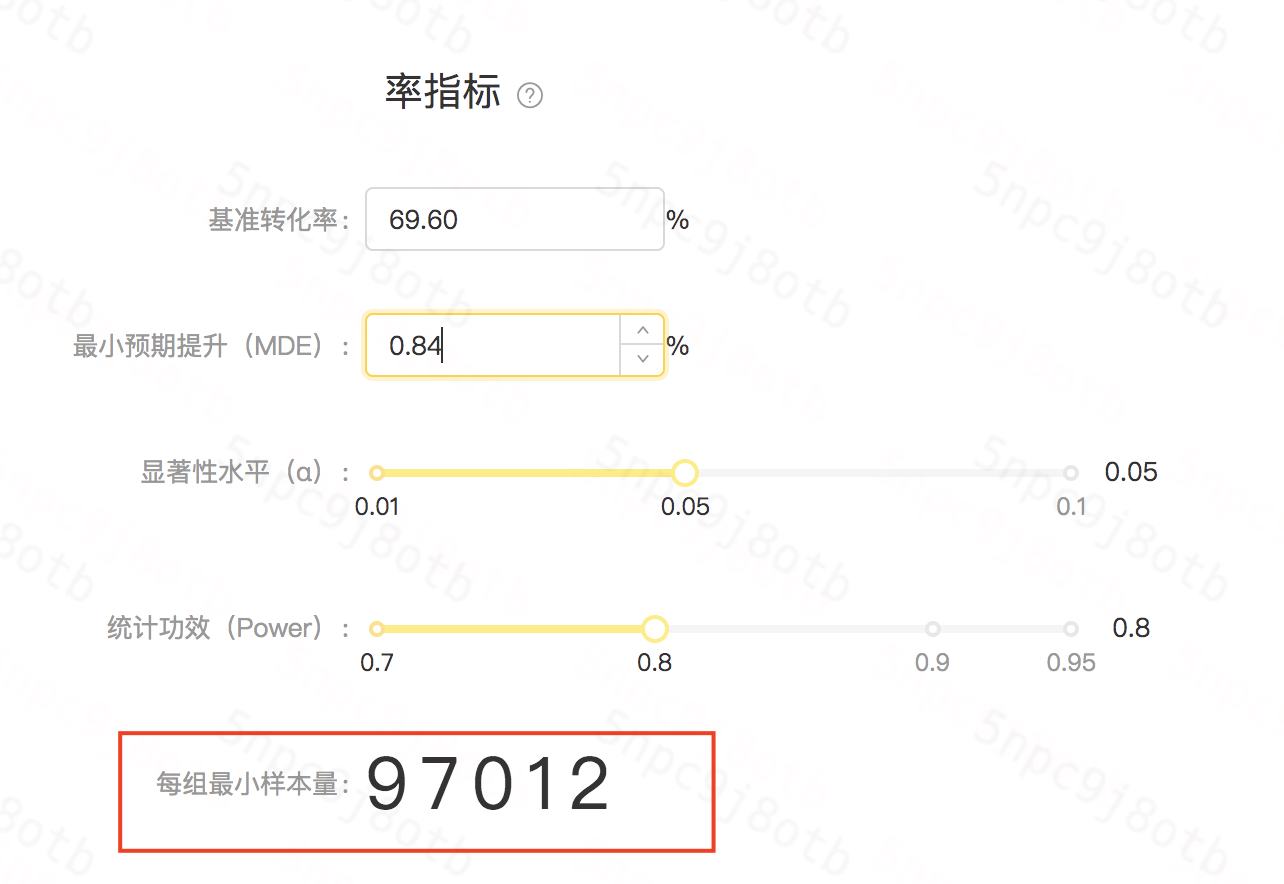 率指标 ?
基准转化率: 69.60 %
最小预期提升（MDE）: 0.84 %
显著性水平（α）: 0.05
0.01 0.05 0.1
统计功效（Power）: 0.8
0.7 0.8 0.9 0.95
每组最小样本量: 97012
5npc9j8otb